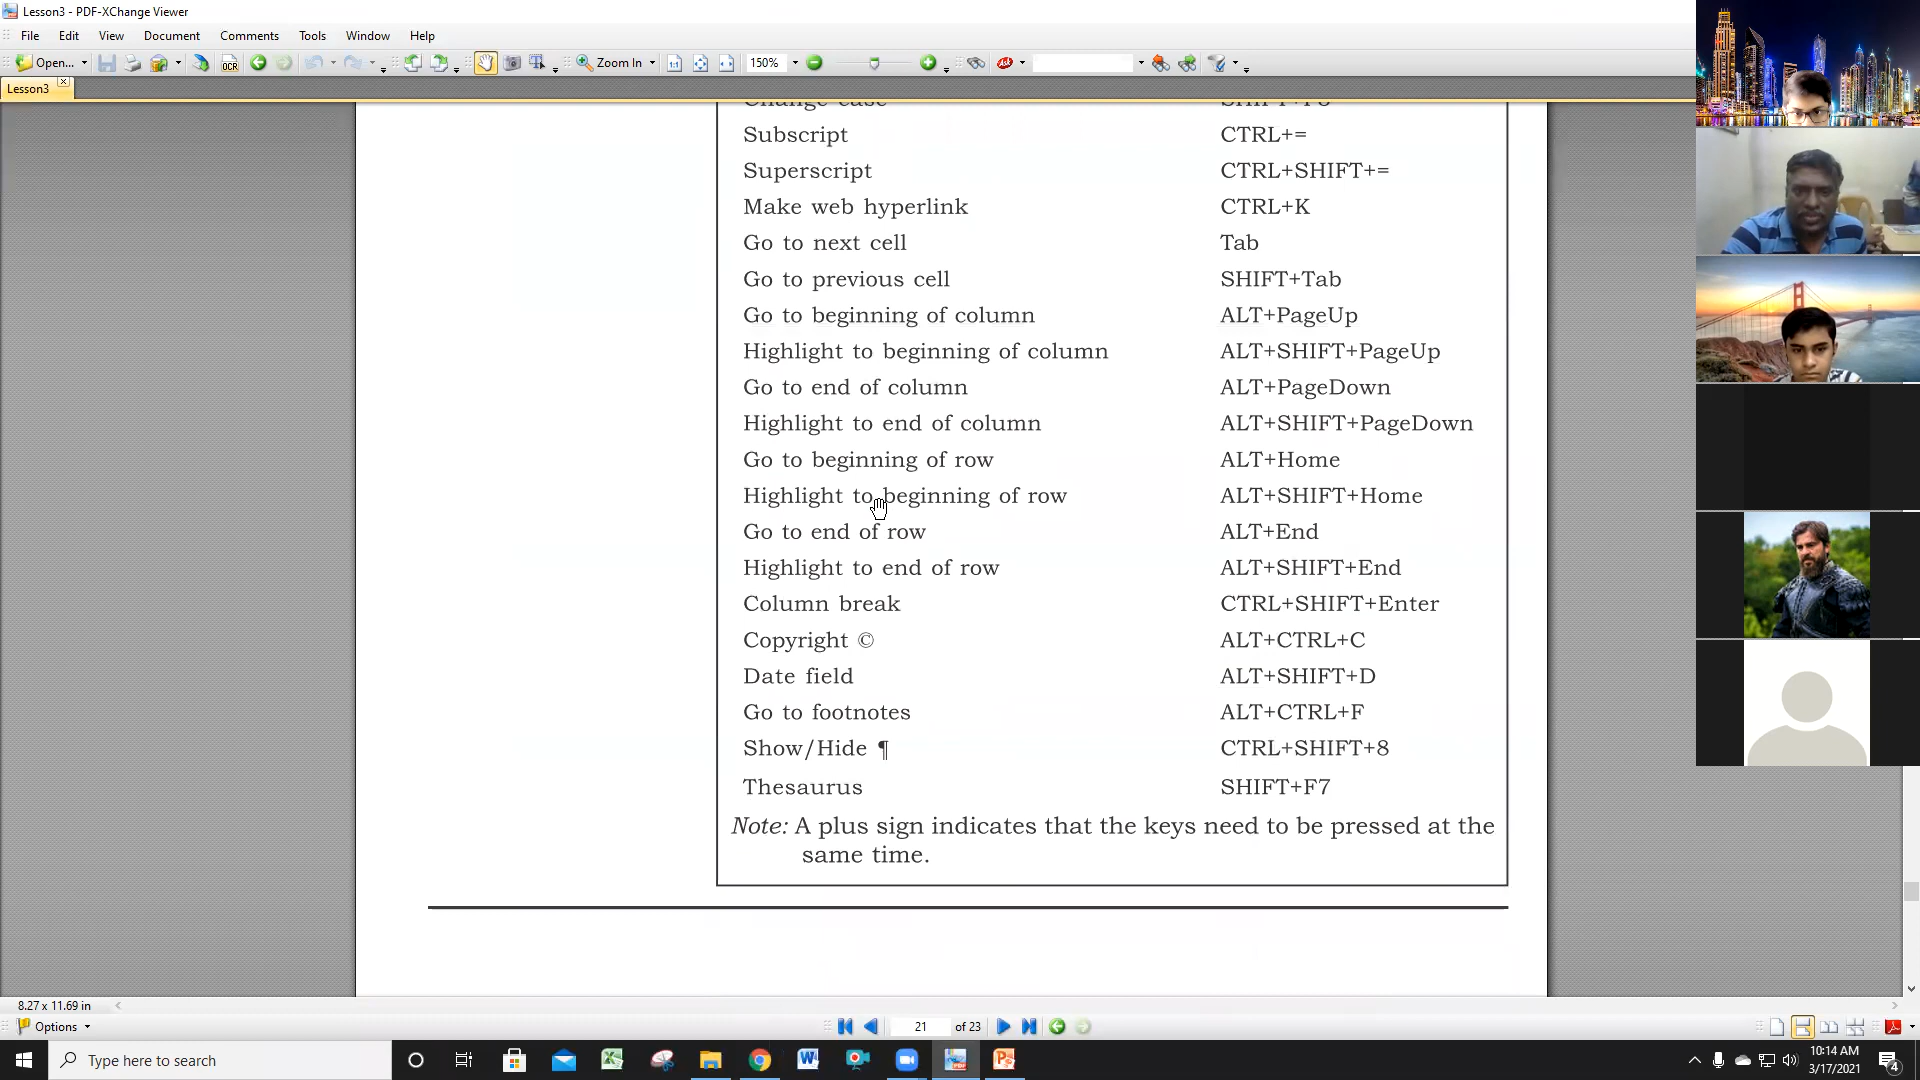 Lesson3 - PDF-XChange Viewer
File Edit View Document Comments Tools Window Help
Open... OCR Zoom In 150% Ask
Lesson3
Change case SHIFT+F3
Subscript CTRL+=
Superscript CTRL+SHIFT+=
Make web hyperlink CTRL+K
Go to next cell Tab
Go to previous cell SHIFT+Tab
Go to beginning of column ALT+PageUp
Highlight to beginning of column ALT+SHIFT+PageUp
Go to end of column ALT+PageDown
Highlight to end of column ALT+SHIFT+PageDown
Go to beginning of row ALT+Home
Highlight to beginning of row ALT+SHIFT+Home
Go to end of row ALT+End
Highlight to end of row ALT+SHIFT+End
Column break CTRL+SHIFT+Enter
Copyright © ALT+CTRL+C
Date field ALT+SHIFT+D
Go to footnotes ALT+CTRL+F
Show/Hide ¶ CTRL+SHIFT+8
Thesaurus SHIFT+F7
Note: A plus sign indicates that the keys need to be pressed at the
same time.
8.27 x 11.69 in
Options 21 of 23
Type here to search
10:14 AM
3/17/2021
4